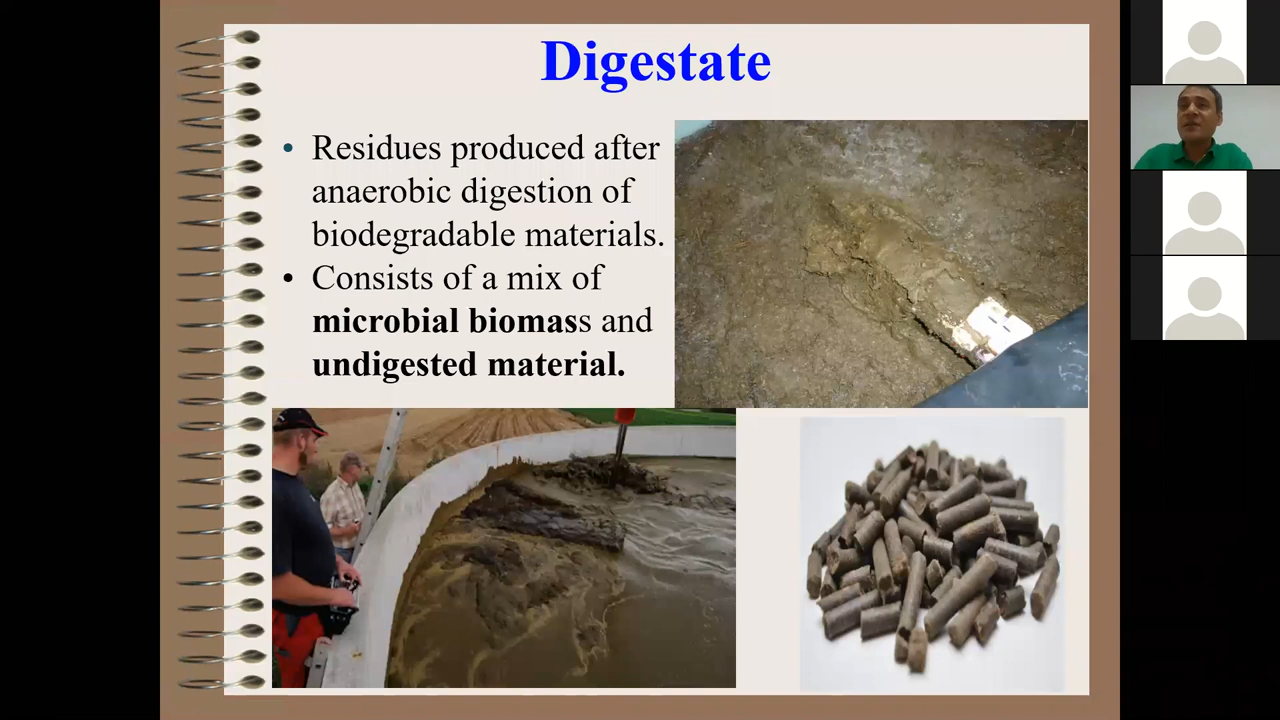 Digestate
• Residues produced after
anaerobic digestion of
biodegradable materials.
• Consists of a mix of
microbial biomass and
undigested material.